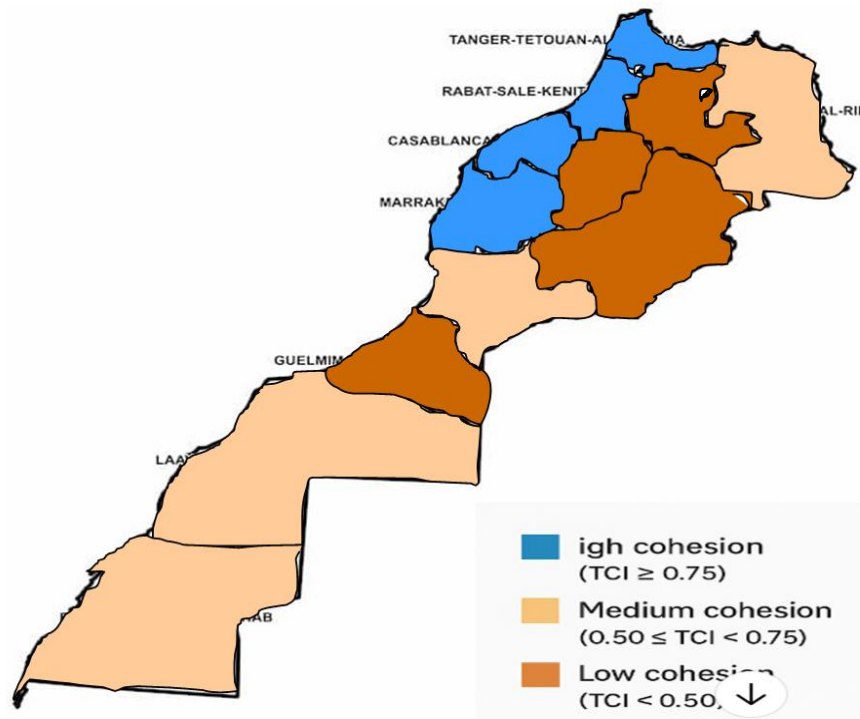 TANGER-TETOUAN-AL MA
RABAT-SALE-KENIT
AL-RI
CASABLANCA
MARRAK
GUELMIM
LAA
AB
igh cohesion
(TCI ≥ 0.75)
Medium cohesion
(0.50 ≤ TCI < 0.75)
Low cohesion
(TCI < 0.50)